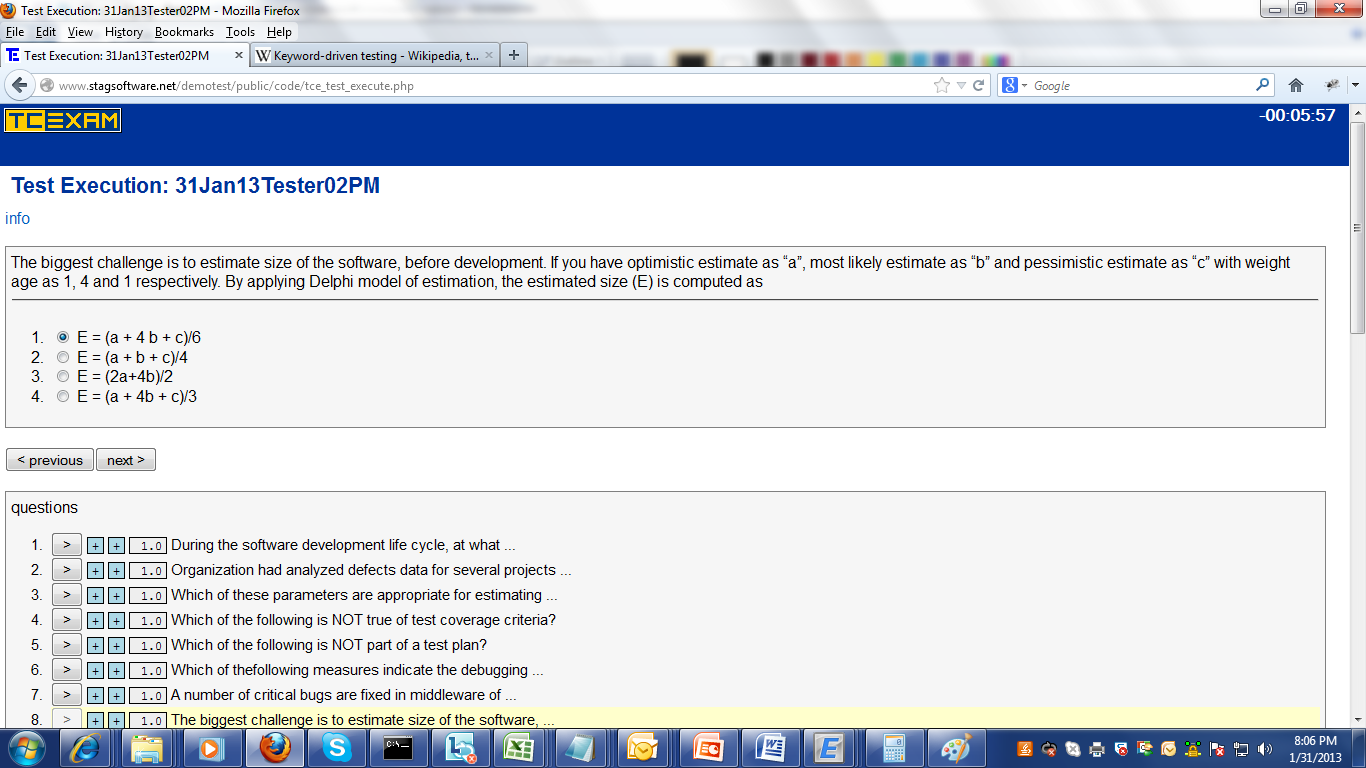 Test Execution: 31Jan13Tester02PM - Mozilla Firefox
File Edit View History Bookmarks Tools Help
Test Execution: 31Jan13Tester02PM × Keyword-driven testing - Wikipedia, t... × +
www.stagsoftware.net/demotest/public/code/tce_test_execute.php Google
TCEXAM -00:05:57
Test Execution: 31Jan13Tester02PM
info
The biggest challenge is to estimate size of the software, before development. If you have optimistic estimate as “a”, most likely estimate as “b” and pessimistic estimate as “c” with weight
age as 1, 4 and 1 respectively. By applying Delphi model of estimation, the estimated size (E) is computed as
1. E = (a + 4 b + c)/6
2. E = (a + b + c)/4
3. E = (2a+4b)/2
4. E = (a + 4b + c)/3
< previous next >
questions
1. > + + 1.0 During the software development life cycle, at what ...
2. > + + 1.0 Organization had analyzed defects data for several projects ...
3. > + + 1.0 Which of these parameters are appropriate for estimating ...
4. > + + 1.0 Which of the following is NOT true of test coverage criteria?
5. > + + 1.0 Which of the following is NOT part of a test plan?
6. > + + 1.0 Which of thefollowing measures indicate the debugging ...
7. > + + 1.0 A number of critical bugs are fixed in middleware of ...
8. > + + 1.0 The biggest challenge is to estimate size of the software, ...
8:06 PM
1/31/2013